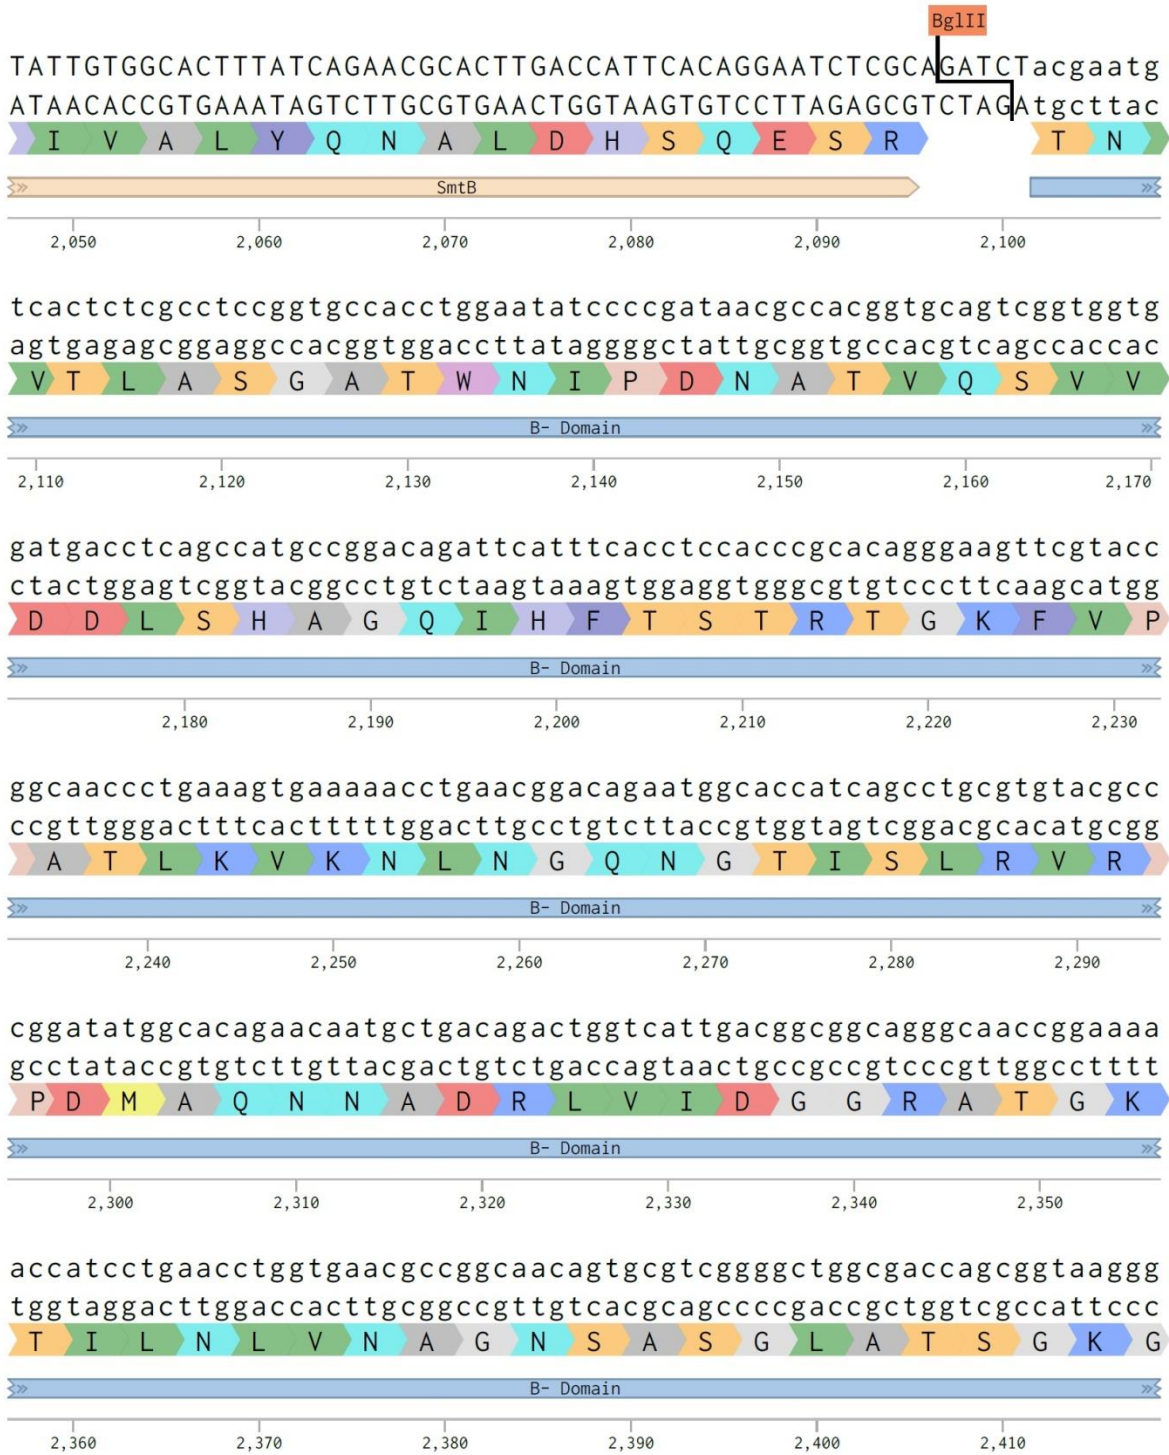 BglII
TATTGTGGCACTTTATCAGAACGCACTTGACCATTCACAGGAATCTCGCAGATCTacgaatg
ATAACACCGTGAAATAGTCTTGCGTGAACTGGTAAGTGTCCTTAGAGCGTCTAGAtgcttac
I V A L Y Q N A L D H S Q E S R T N
SmtB
2,050 2,060 2,070 2,080 2,090 2,100
tcactctcgcctccggtgccacctggaatatccccgataacgccacggtgcagtcggtggtg
agtgagagcggaggccacggtggaccttataggggctattgcggtgccacgtcagccaccac
V T L A S G A T W N I P D N A T V Q S V V
B- Domain
2,110 2,120 2,130 2,140 2,150 2,160 2,170
gatgacctcagccatgccggacagattcatttcacctccacccgcacagggaagttcgtacc
ctactggagtcggtacggcctgtctaagtaaagtggaggtgggcgtgtcccttcaagcatgg
D D L S H A G Q I H F T S T R T G K F V P
B- Domain
2,180 2,190 2,200 2,210 2,220 2,230
ggcaaccctgaaagtgaaaaacctgaacggacagaatggcaccatcagcctgcgtgtacgcc
ccgttgggactttcactttttggacttgcctgtcttaccgtggtagtcggacgcacatgcgg
A T L K V K N L N G Q N G T I S L R V R
B- Domain
2,240 2,250 2,260 2,270 2,280 2,290
cggatatggcacagaacaatgctgacagactggtcattgacggcggcagggcaaccggaaaa
gcctataccgtgtcttgttacgactgtctgaccagtaactgccgccgtcccgttggcctttt
P D M A Q N N A D R L V I D G G R A T G K
B- Domain
2,300 2,310 2,320 2,330 2,340 2,350
accatcctgaacctggtgaacgccggcaacagtgcgtcggggctggcgaccagcggtaaggg
tggtaggacttggaccacttgcggccgttgtcacgcagccccgaccgctggtcgccattccc
T I L N L V N A G N S A S G L A T S G K G
B- Domain
2,360 2,370 2,380 2,390 2,400 2,410